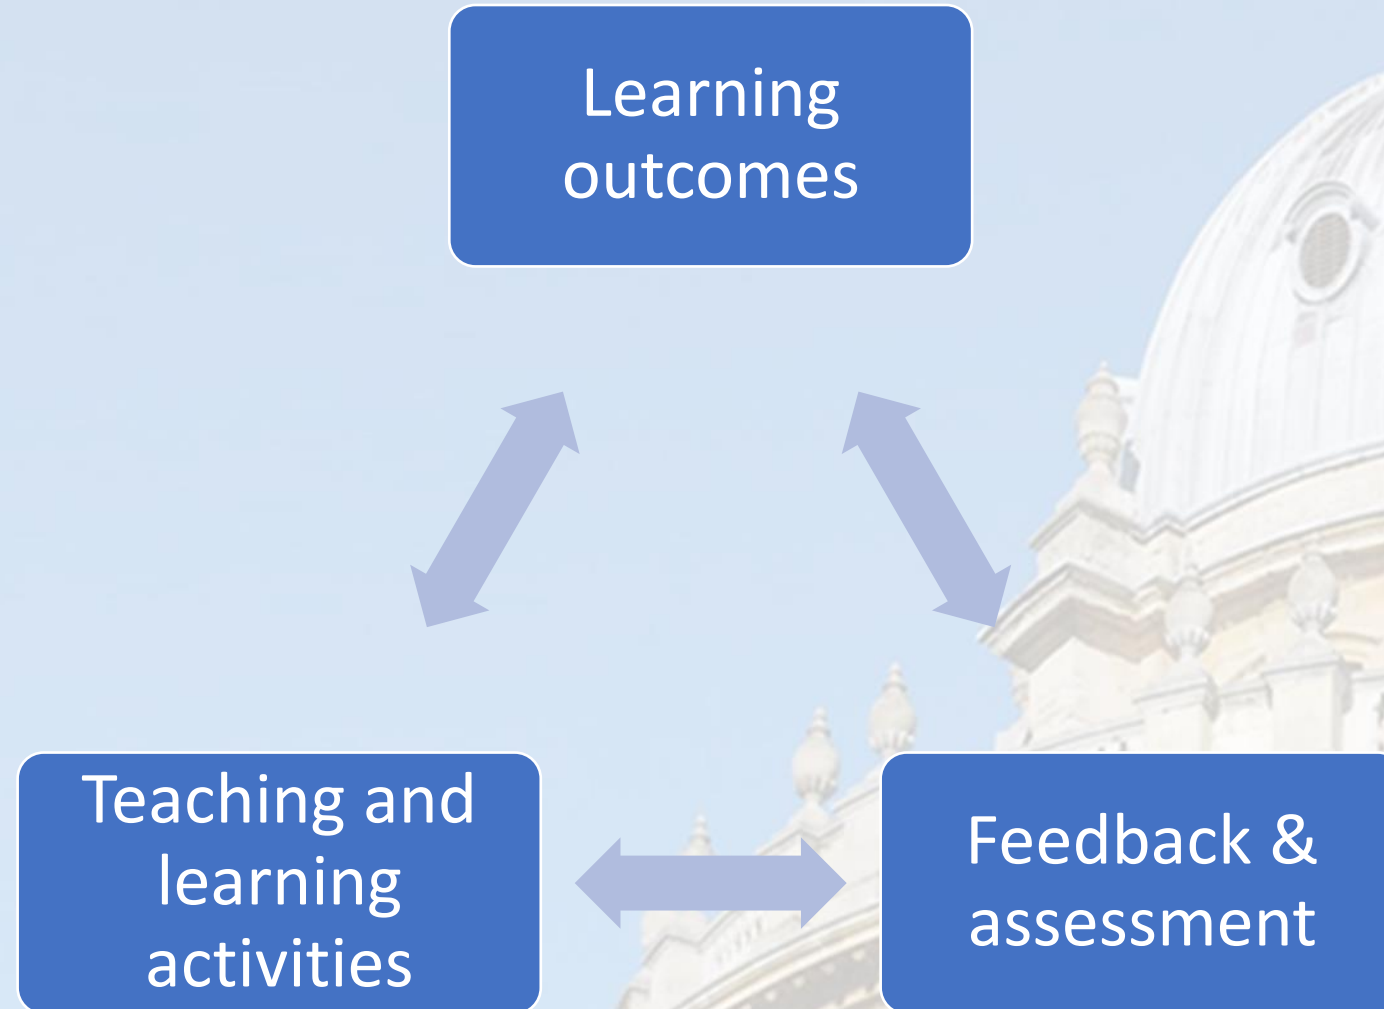 Learning
outcomes
Teaching and
learning
activities
Feedback &
assessment